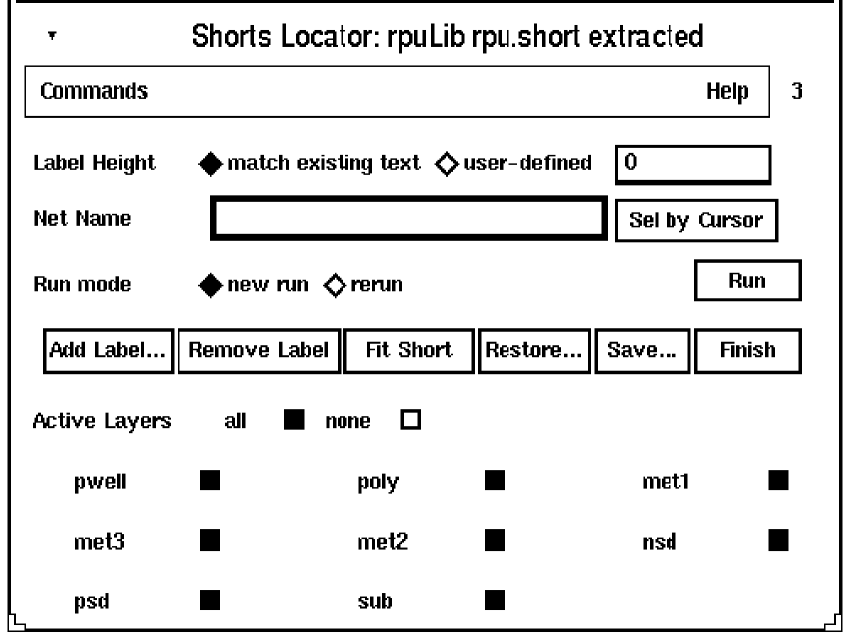 Shorts Locator: rpuLib rpu.short extracted
Commands Help 3
Label Height match existing text user-defined 0
Net Name Sel by Cursor
Run mode new run rerun Run
Add Label... Remove Label Fit Short Restore... Save... Finish
Active Layers all none
pwell poly met1
met3 met2 nsd
psd sub